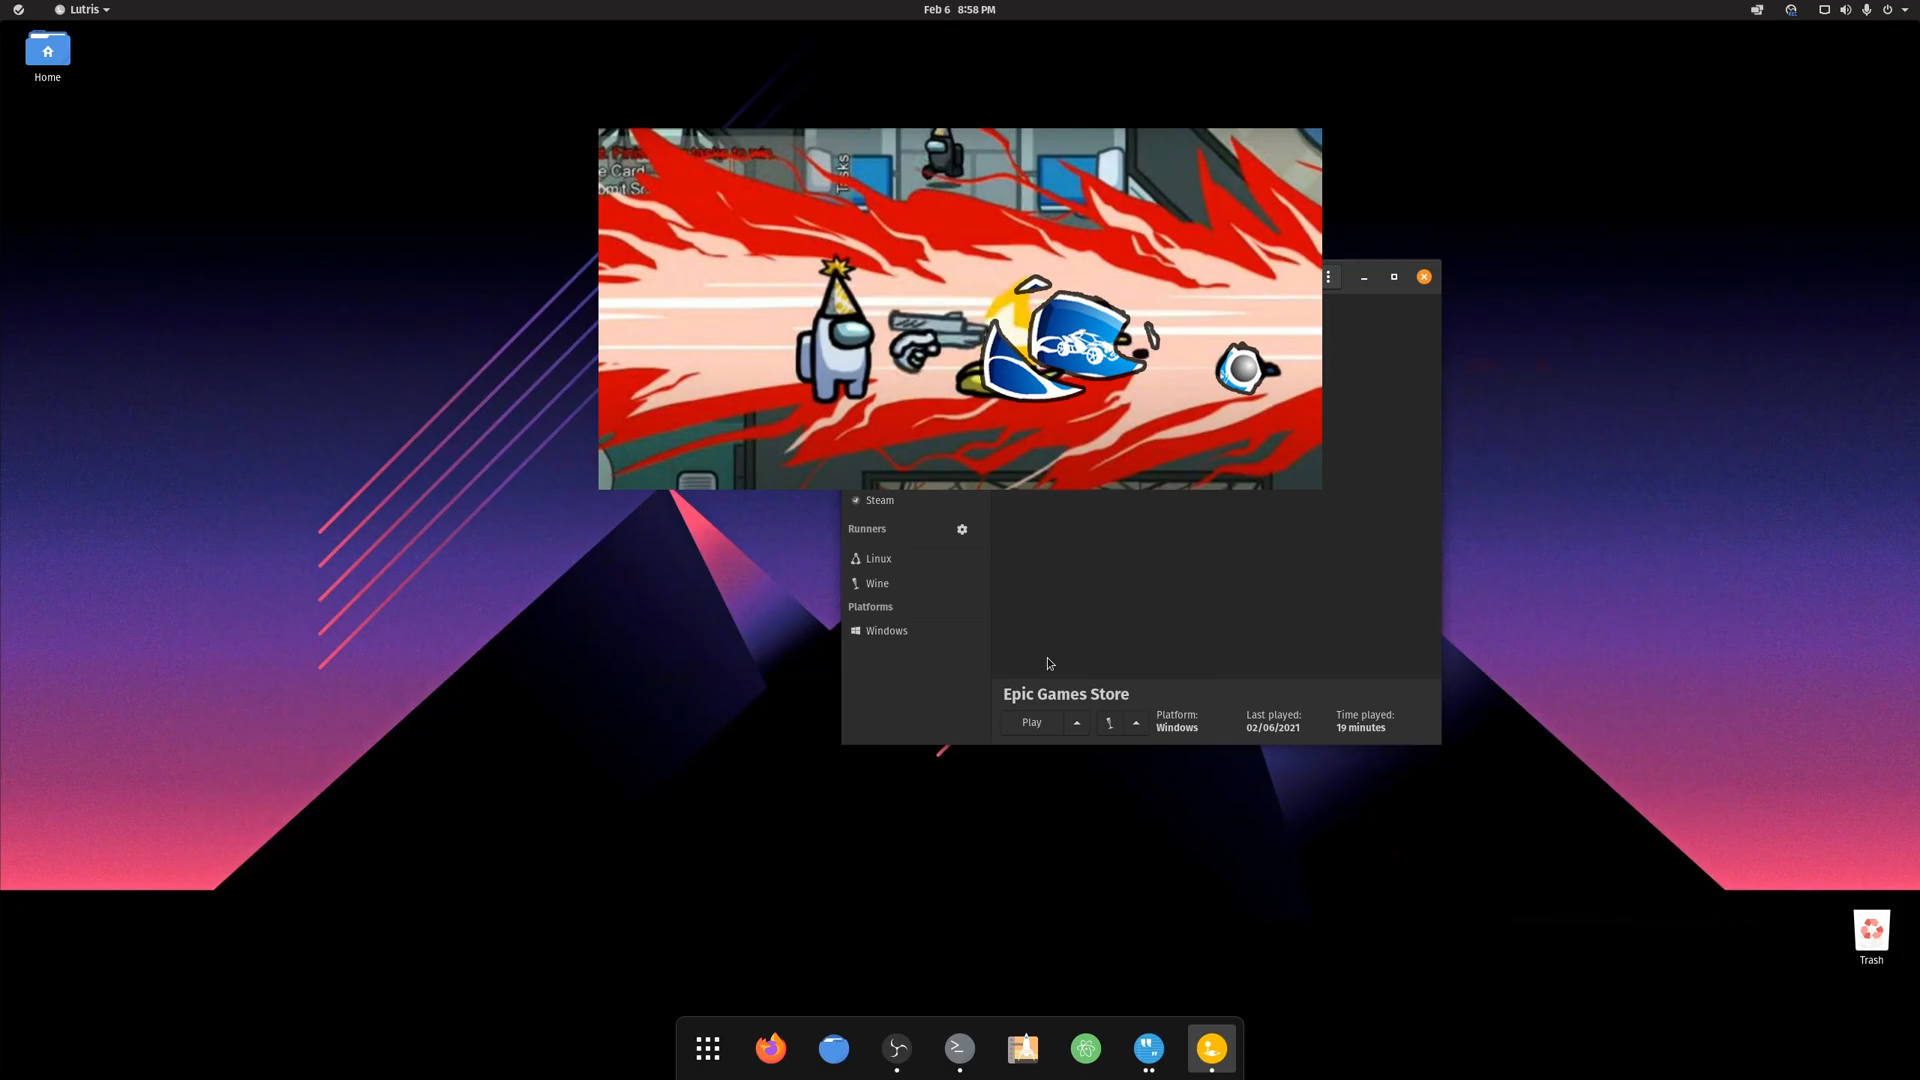 Lutris
Feb 6 8:58 PM
Home
e Card
Tasks
Steam
Runners
Linux
Wine
Platforms
Windows
Epic Games Store
Play
Platform:
Windows
Last played:
02/06/2021
Time played:
19 minutes
Trash